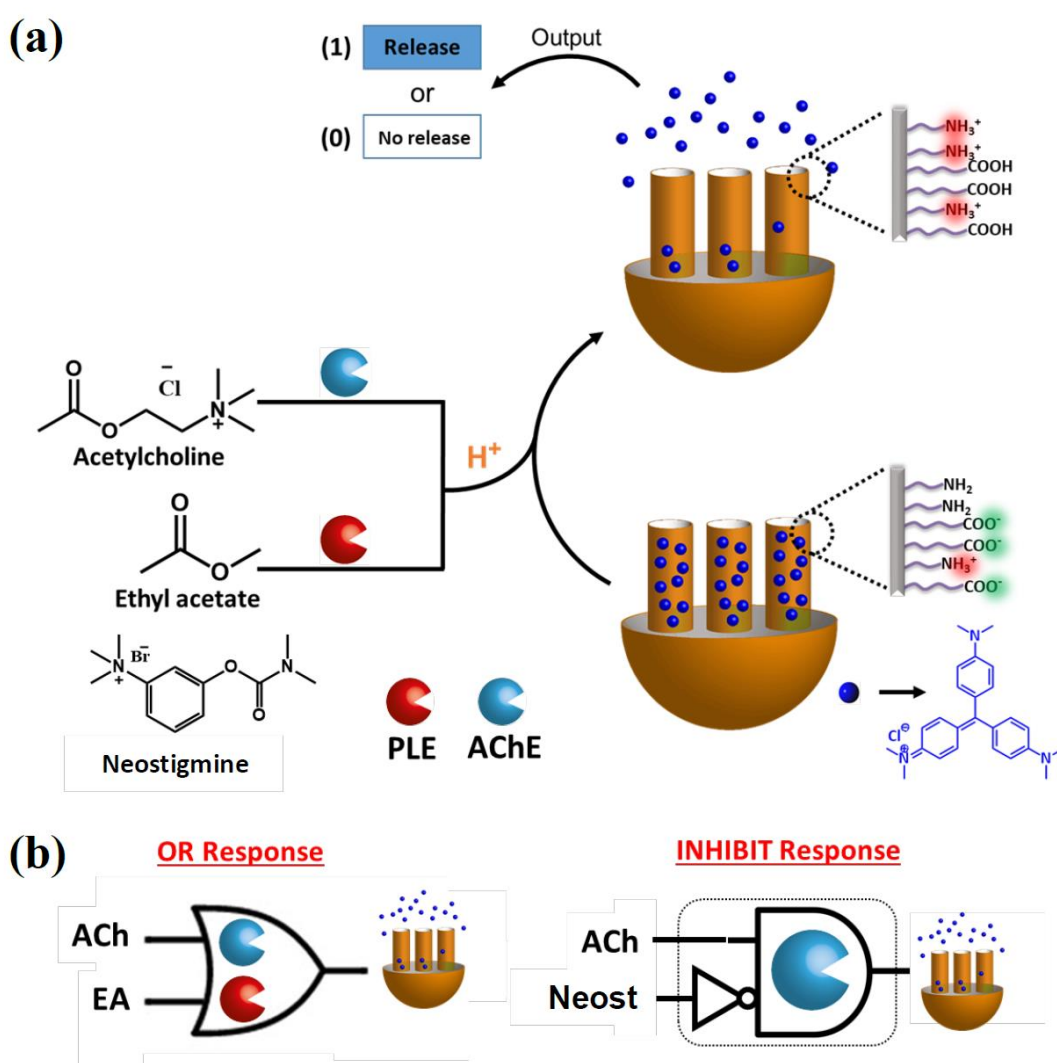 (a)
(1) Release
or
(0) No release
Output
NH₃⁺
NH₃⁺
COOH
COOH
NH₃⁺
COOH
O
O
Cl⁻
N⁺
Acetylcholine
H⁺
O
O
Ethyl acetate
Br⁻
N⁺
O
O
N
Neostigmine
PLE
AChE
NH₂
NH₂
COO⁻
COO⁻
NH₃⁺
COO⁻
N
Cl⊖
N⊕
N
(b)
OR Response
ACh
EA
INHIBIT Response
ACh
Neost